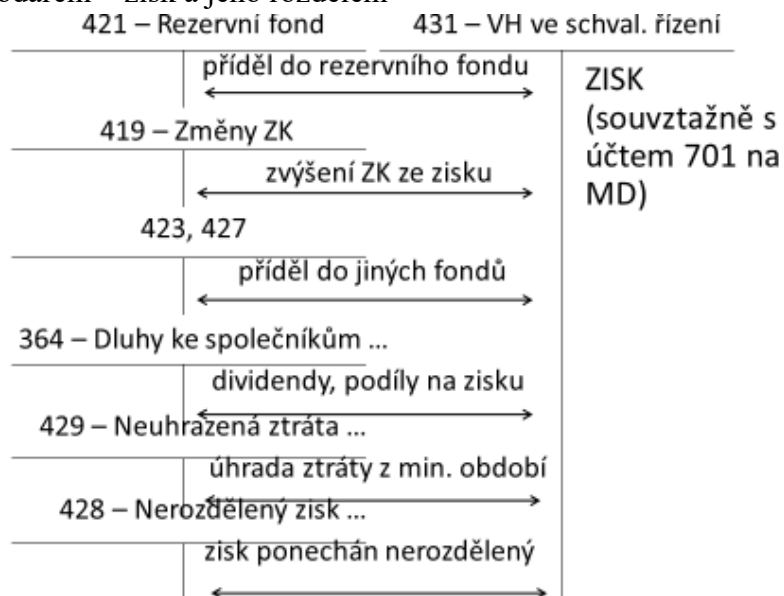 421 – Rezervní fond
431 – VH ve schval. řízení
příděl do rezervního fondu
ZISK
(souvztažně s
účtem 701 na
MD)
419 – Změny ZK
zvýšení ZK ze zisku
423, 427
příděl do jiných fondů
364 – Dluhy ke společníkům ...
dividendy, podíly na zisku
429 – Neuhrazená ztráta ...
úhrada ztráty z min. období
428 – Nerozdělený zisk ...
zisk ponechán nerozdělený